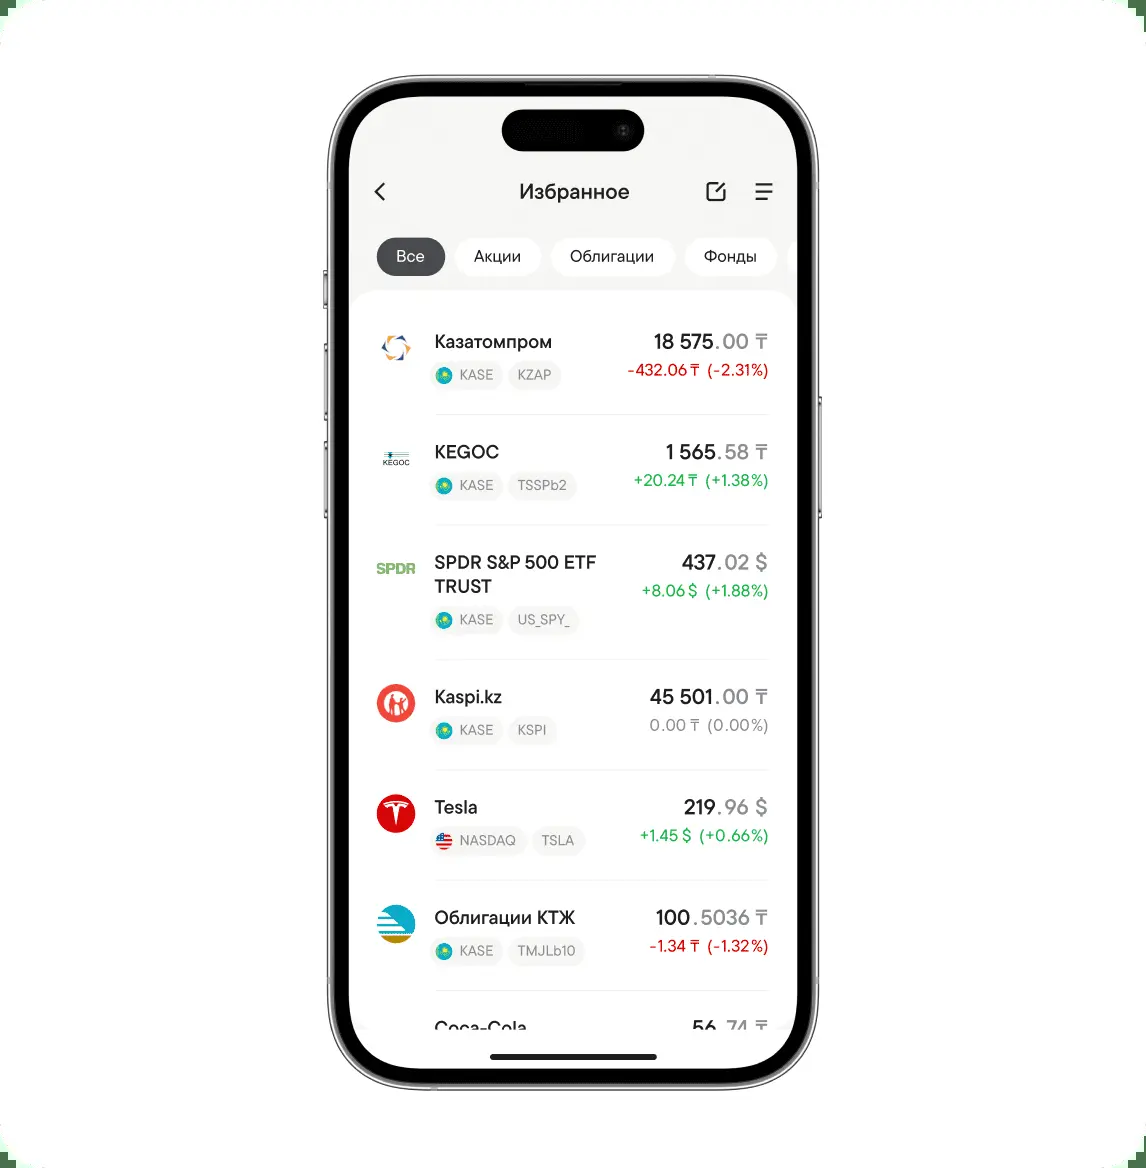 Избранное
Все Акции Облигации Фонды
Казатомпром 18 575.00 ₸
KASE KZAP -432.06 ₸ (-2.31%)
KEGOC 1 565.58 ₸
KEGOC
KASE TSSPb2 +20.24 ₸ (+1.38%)
SPDR SPDR S&P 500 ETF 437.02 $
TRUST +8.06 $ (+1.88%)
KASE US_SPY_
Kaspi.kz 45 501.00 ₸
KASE KSPI 0.00 ₸ (0.00%)
Tesla 219.96 $
NASDAQ TSLA +1.45 $ (+0.66%)
Облигации КТЖ 100.5036 ₸
KASE TMJLb10 -1.34 ₸ (-1.32%)
Coca-Cola 56.74 ₸